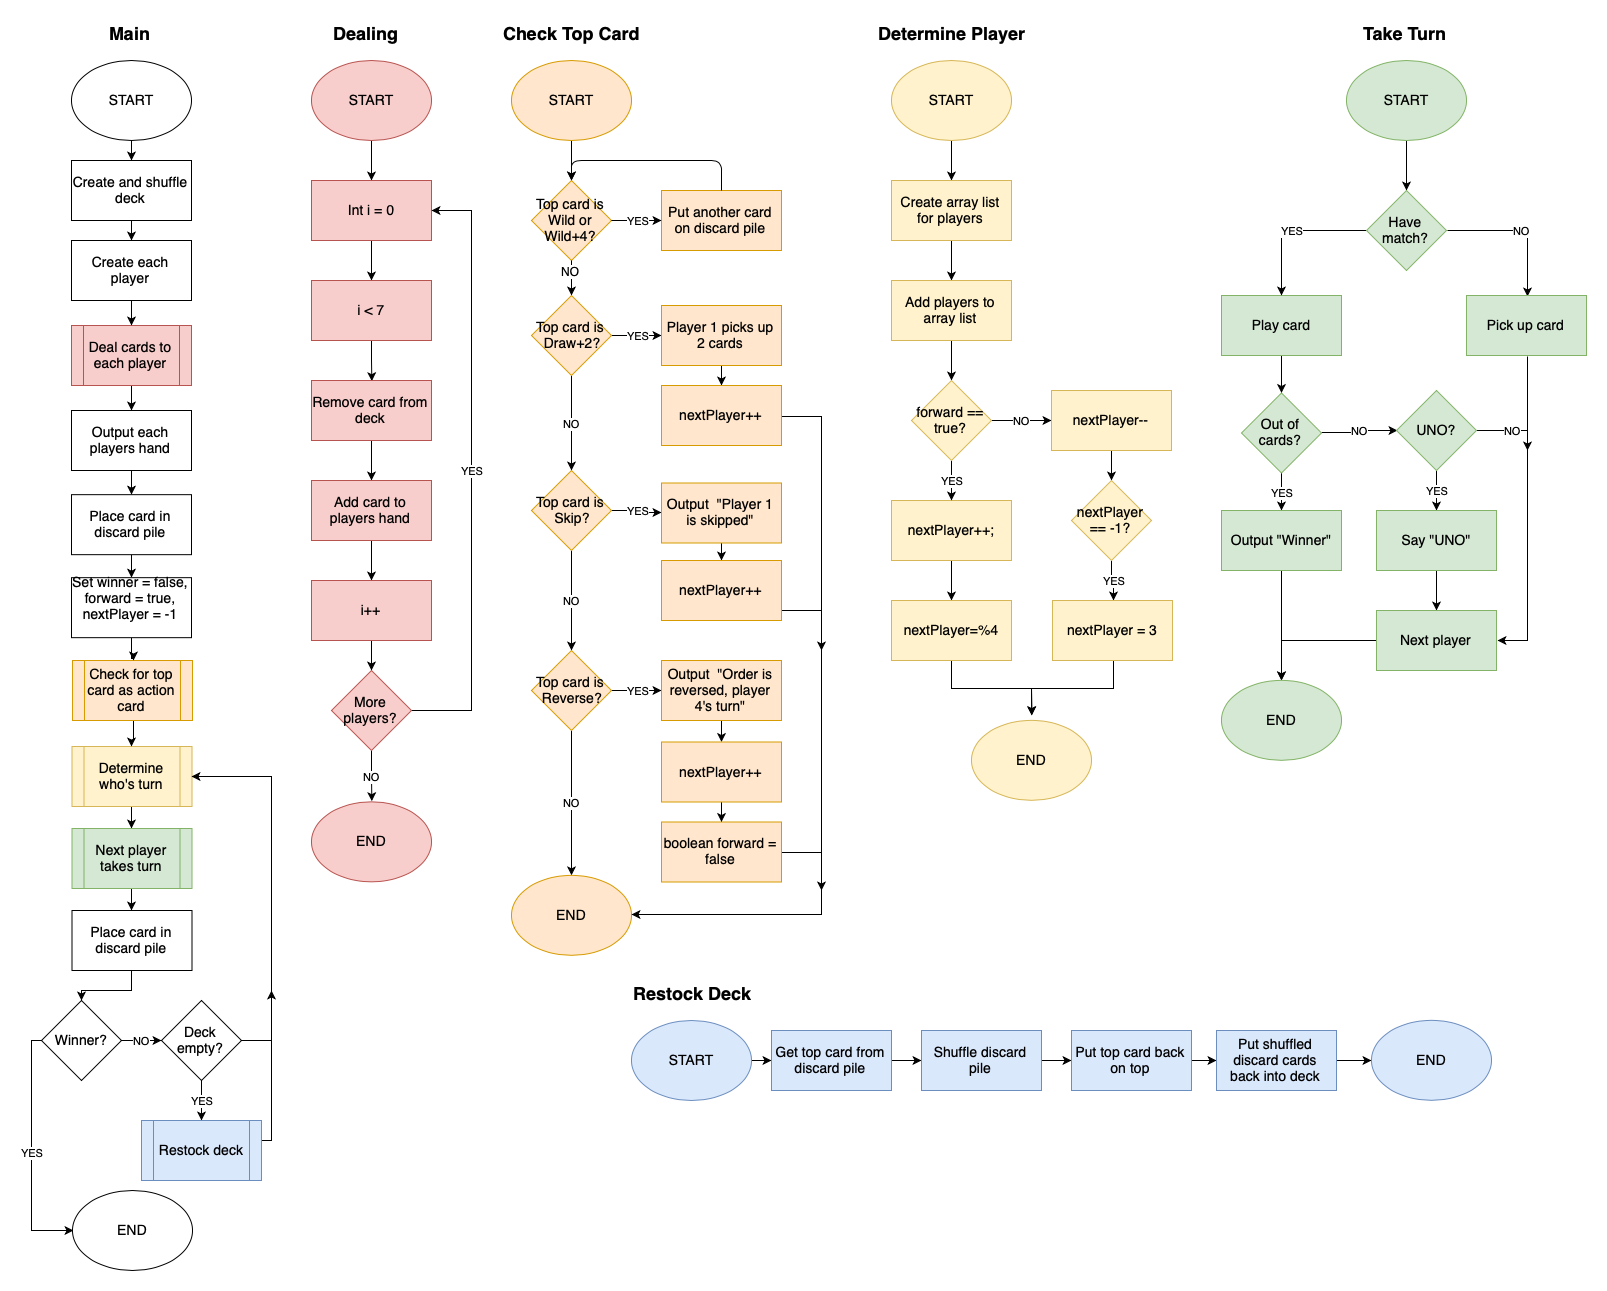 Main
START
Create and shuffle
deck
Create each
player
Deal cards to
each player
Output each
players hand
Place card in
discard pile
Set winner = false,
forward = true,
nextPlayer = -1
Check for top
card as action
card
Determine
who's turn
Next player
takes turn
Place card in
discard pile
Winner?
NO
Deck
empty?
YES
YES
Restock deck
END
Dealing
START
Int i = 0
i < 7
Remove card from
deck
Add card to
players hand
i++
More
players?
YES
NO
END
Check Top Card
START
Top card is
Wild or
Wild+4?
YES
Put another card
on discard pile
NO
Top card is
Draw+2?
YES
Player 1 picks up
2 cards
nextPlayer++
NO
Top card is
Skip?
YES
Output  "Player 1
is skipped"
nextPlayer++
NO
Top card is
Reverse?
YES
Output  "Order is
reversed, player
4's turn"
nextPlayer++
boolean forward =
false
NO
END
Determine Player
START
Create array list
for players
Add players to
array list
forward ==
true?
NO
nextPlayer--
YES
nextPlayer++;
nextPlayer
== -1?
YES
nextPlayer=%4
nextPlayer = 3
END
Take Turn
START
Have
match?
YES
NO
Play card
Pick up card
Out of
cards?
NO
UNO?
NO
YES
YES
Output "Winner"
Say "UNO"
Next player
END
Restock Deck
START
Get top card from
discard pile
Shuffle discard
pile
Put top card back
on top
Put shuffled
discard cards
back into deck
END